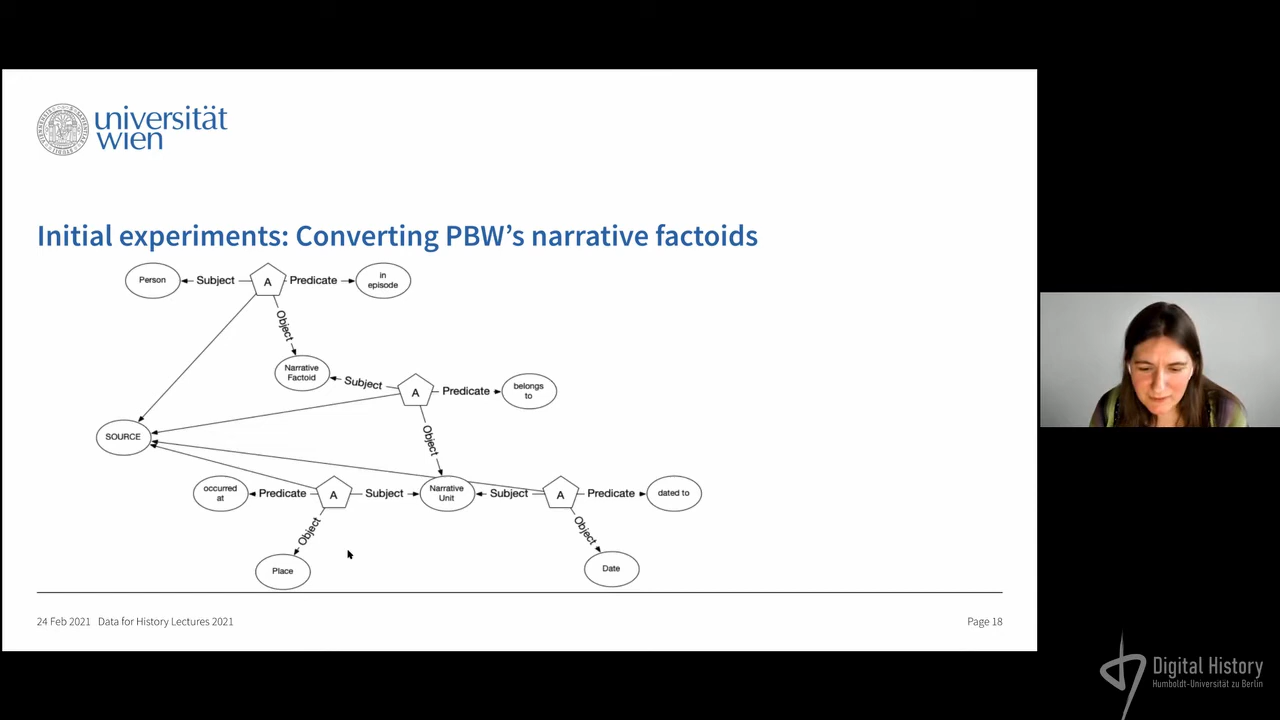 universität
wien
Initial experiments: Converting PBW's narrative factoids
Person
Subject
A
Predicate
in
episode
Object
Narrative
Factoid
Subject
A
Predicate
belongs
to
SOURCE
Object
occurred
at
Predicate
A
Subject
Narrative
Unit
Subject
A
Predicate
dated to
Object
Object
Place
Date
24 Feb 2021 Data for History Lectures 2021
Page 18
Digital History
Humboldt-Universität zu Berlin